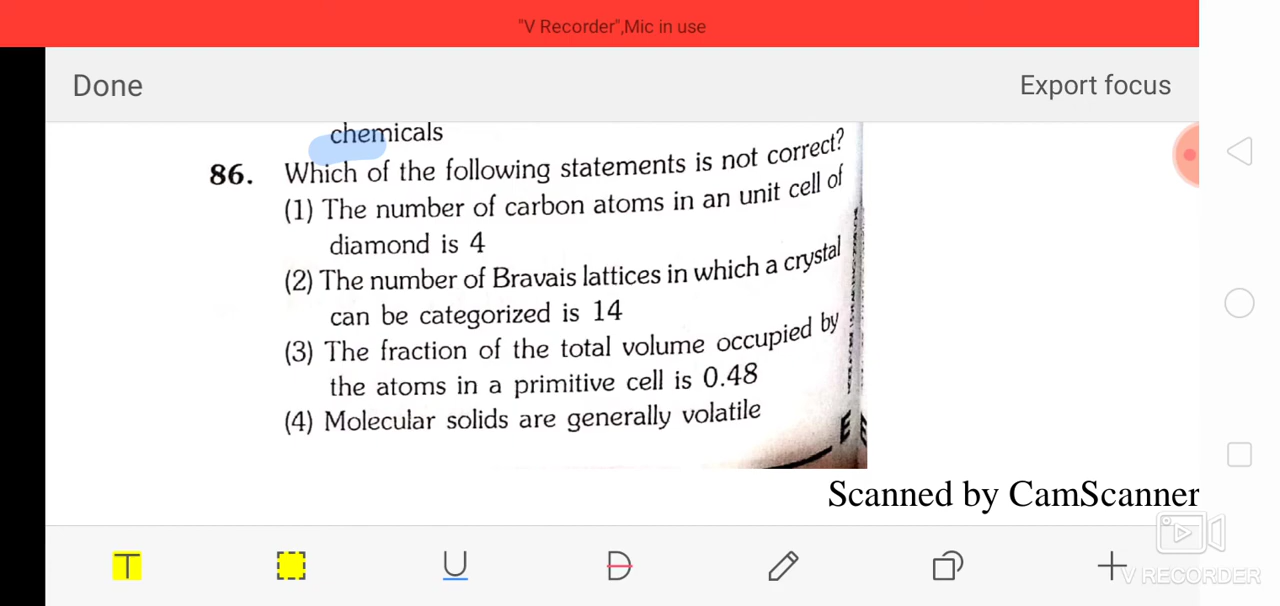 "V Recorder",Mic in use
Done
Export focus
chemicals
86. Which of the following statements is not correct?
(1) The number of carbon atoms in an unit cell of
diamond is 4
(2) The number of Bravais lattices in which a crystal
can be categorized is 14
(3) The fraction of the total volume occupied by
the atoms in a primitive cell is 0.48
(4) Molecular solids are generally volatile
E
Scanned by CamScanner
T
U
D
V RECORDER